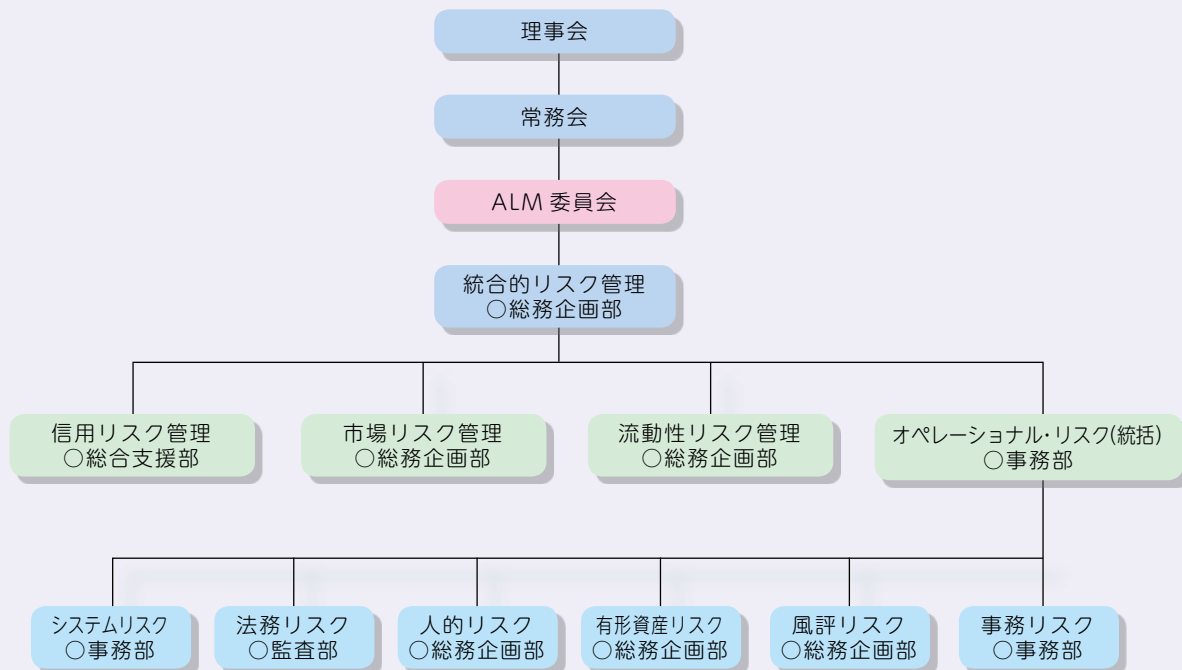 理事会
常務会
ALM 委員会
統合的リスク管理
○総務企画部
信用リスク管理
○総合支援部
市場リスク管理
○総務企画部
流動性リスク管理
○総務企画部
オペレーショナル・リスク(統括)
○事務部
システムリスク
○事務部
法務リスク
○監査部
人的リスク
○総務企画部
有形資産リスク
○総務企画部
風評リスク
○総務企画部
事務リスク
○事務部